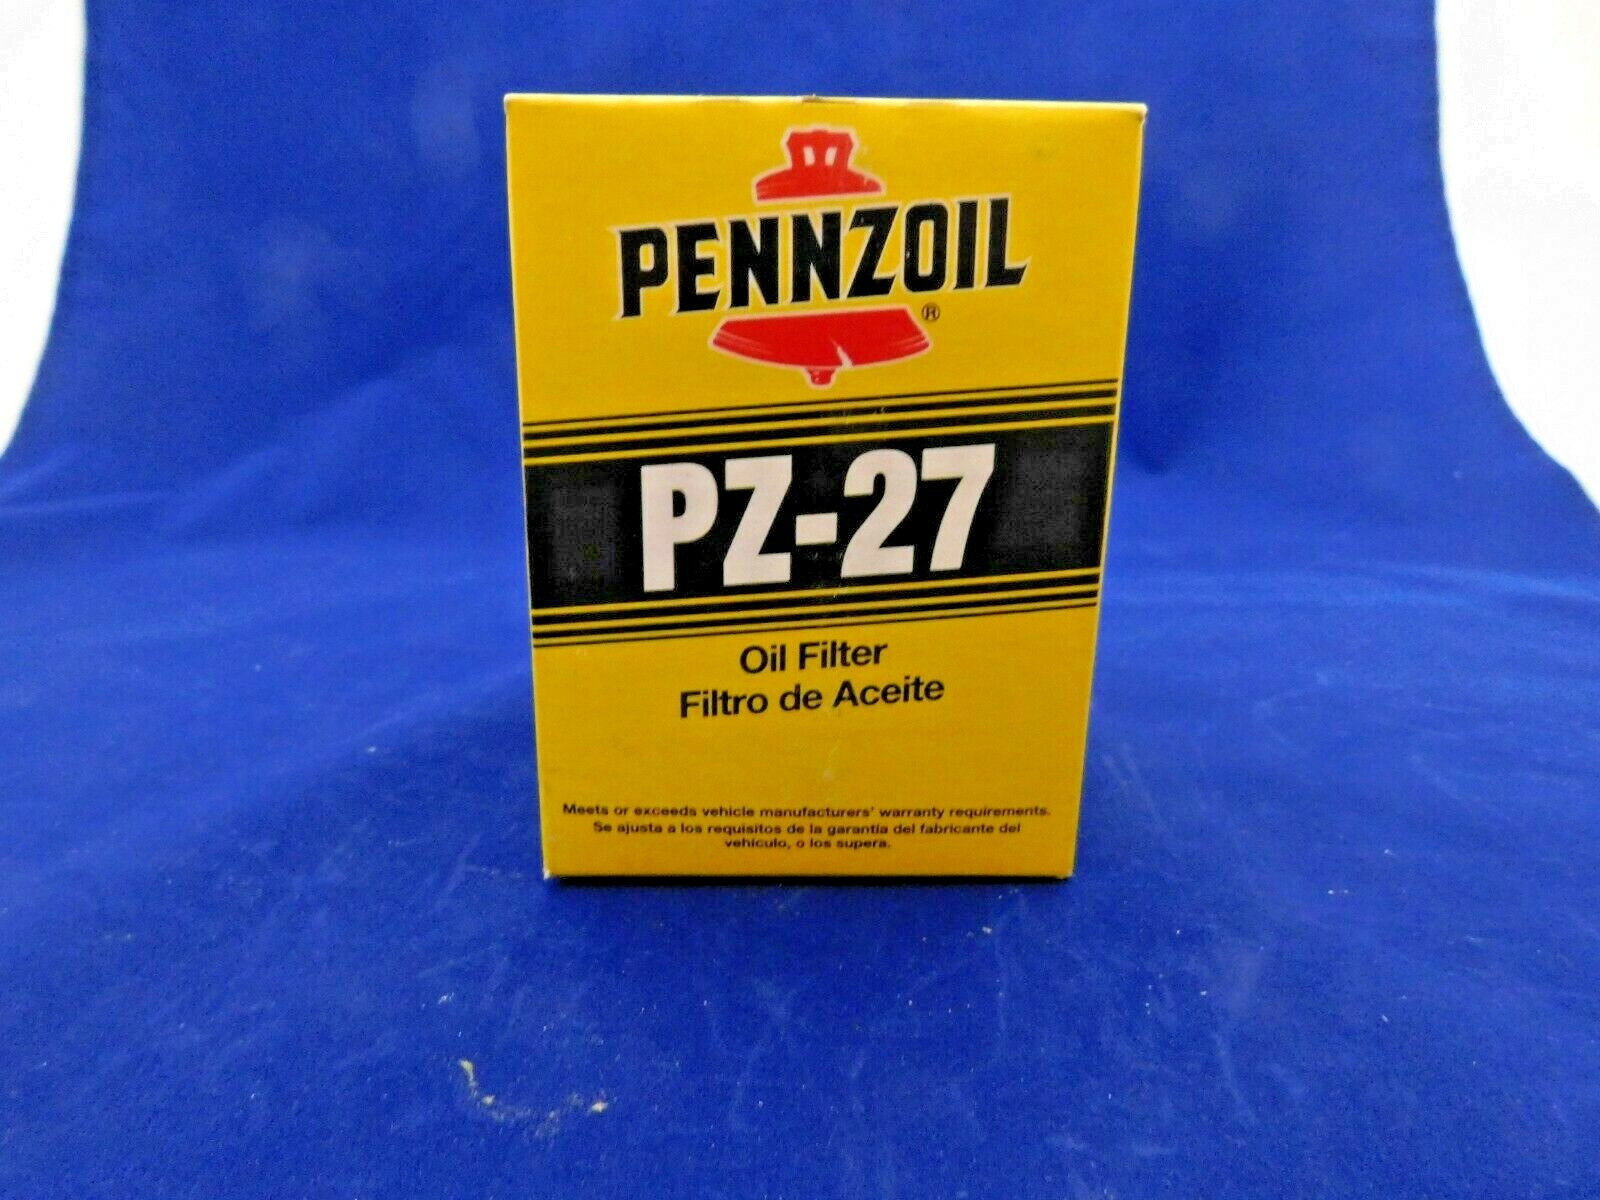 PENNZOIL
®
PZ-27
Oil Filter
Filtro de Aceite
Meets or exceeds vehicle manufacturers' warranty requirements.
Se ajusta a los requisitos de la garantía del fabricante del
vehículo, o los supera.